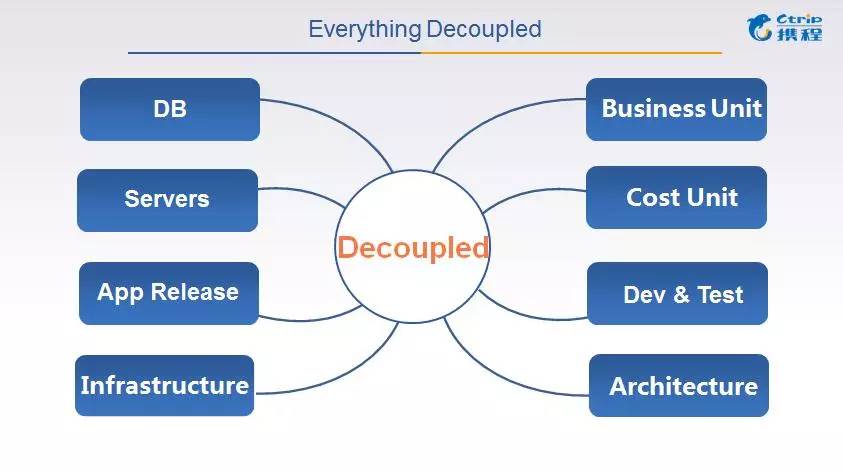 Everything Decoupled
Ctrip
携程
DB
Business Unit
Servers
Cost Unit
Decoupled
App Release
Dev & Test
Infrastructure
Architecture